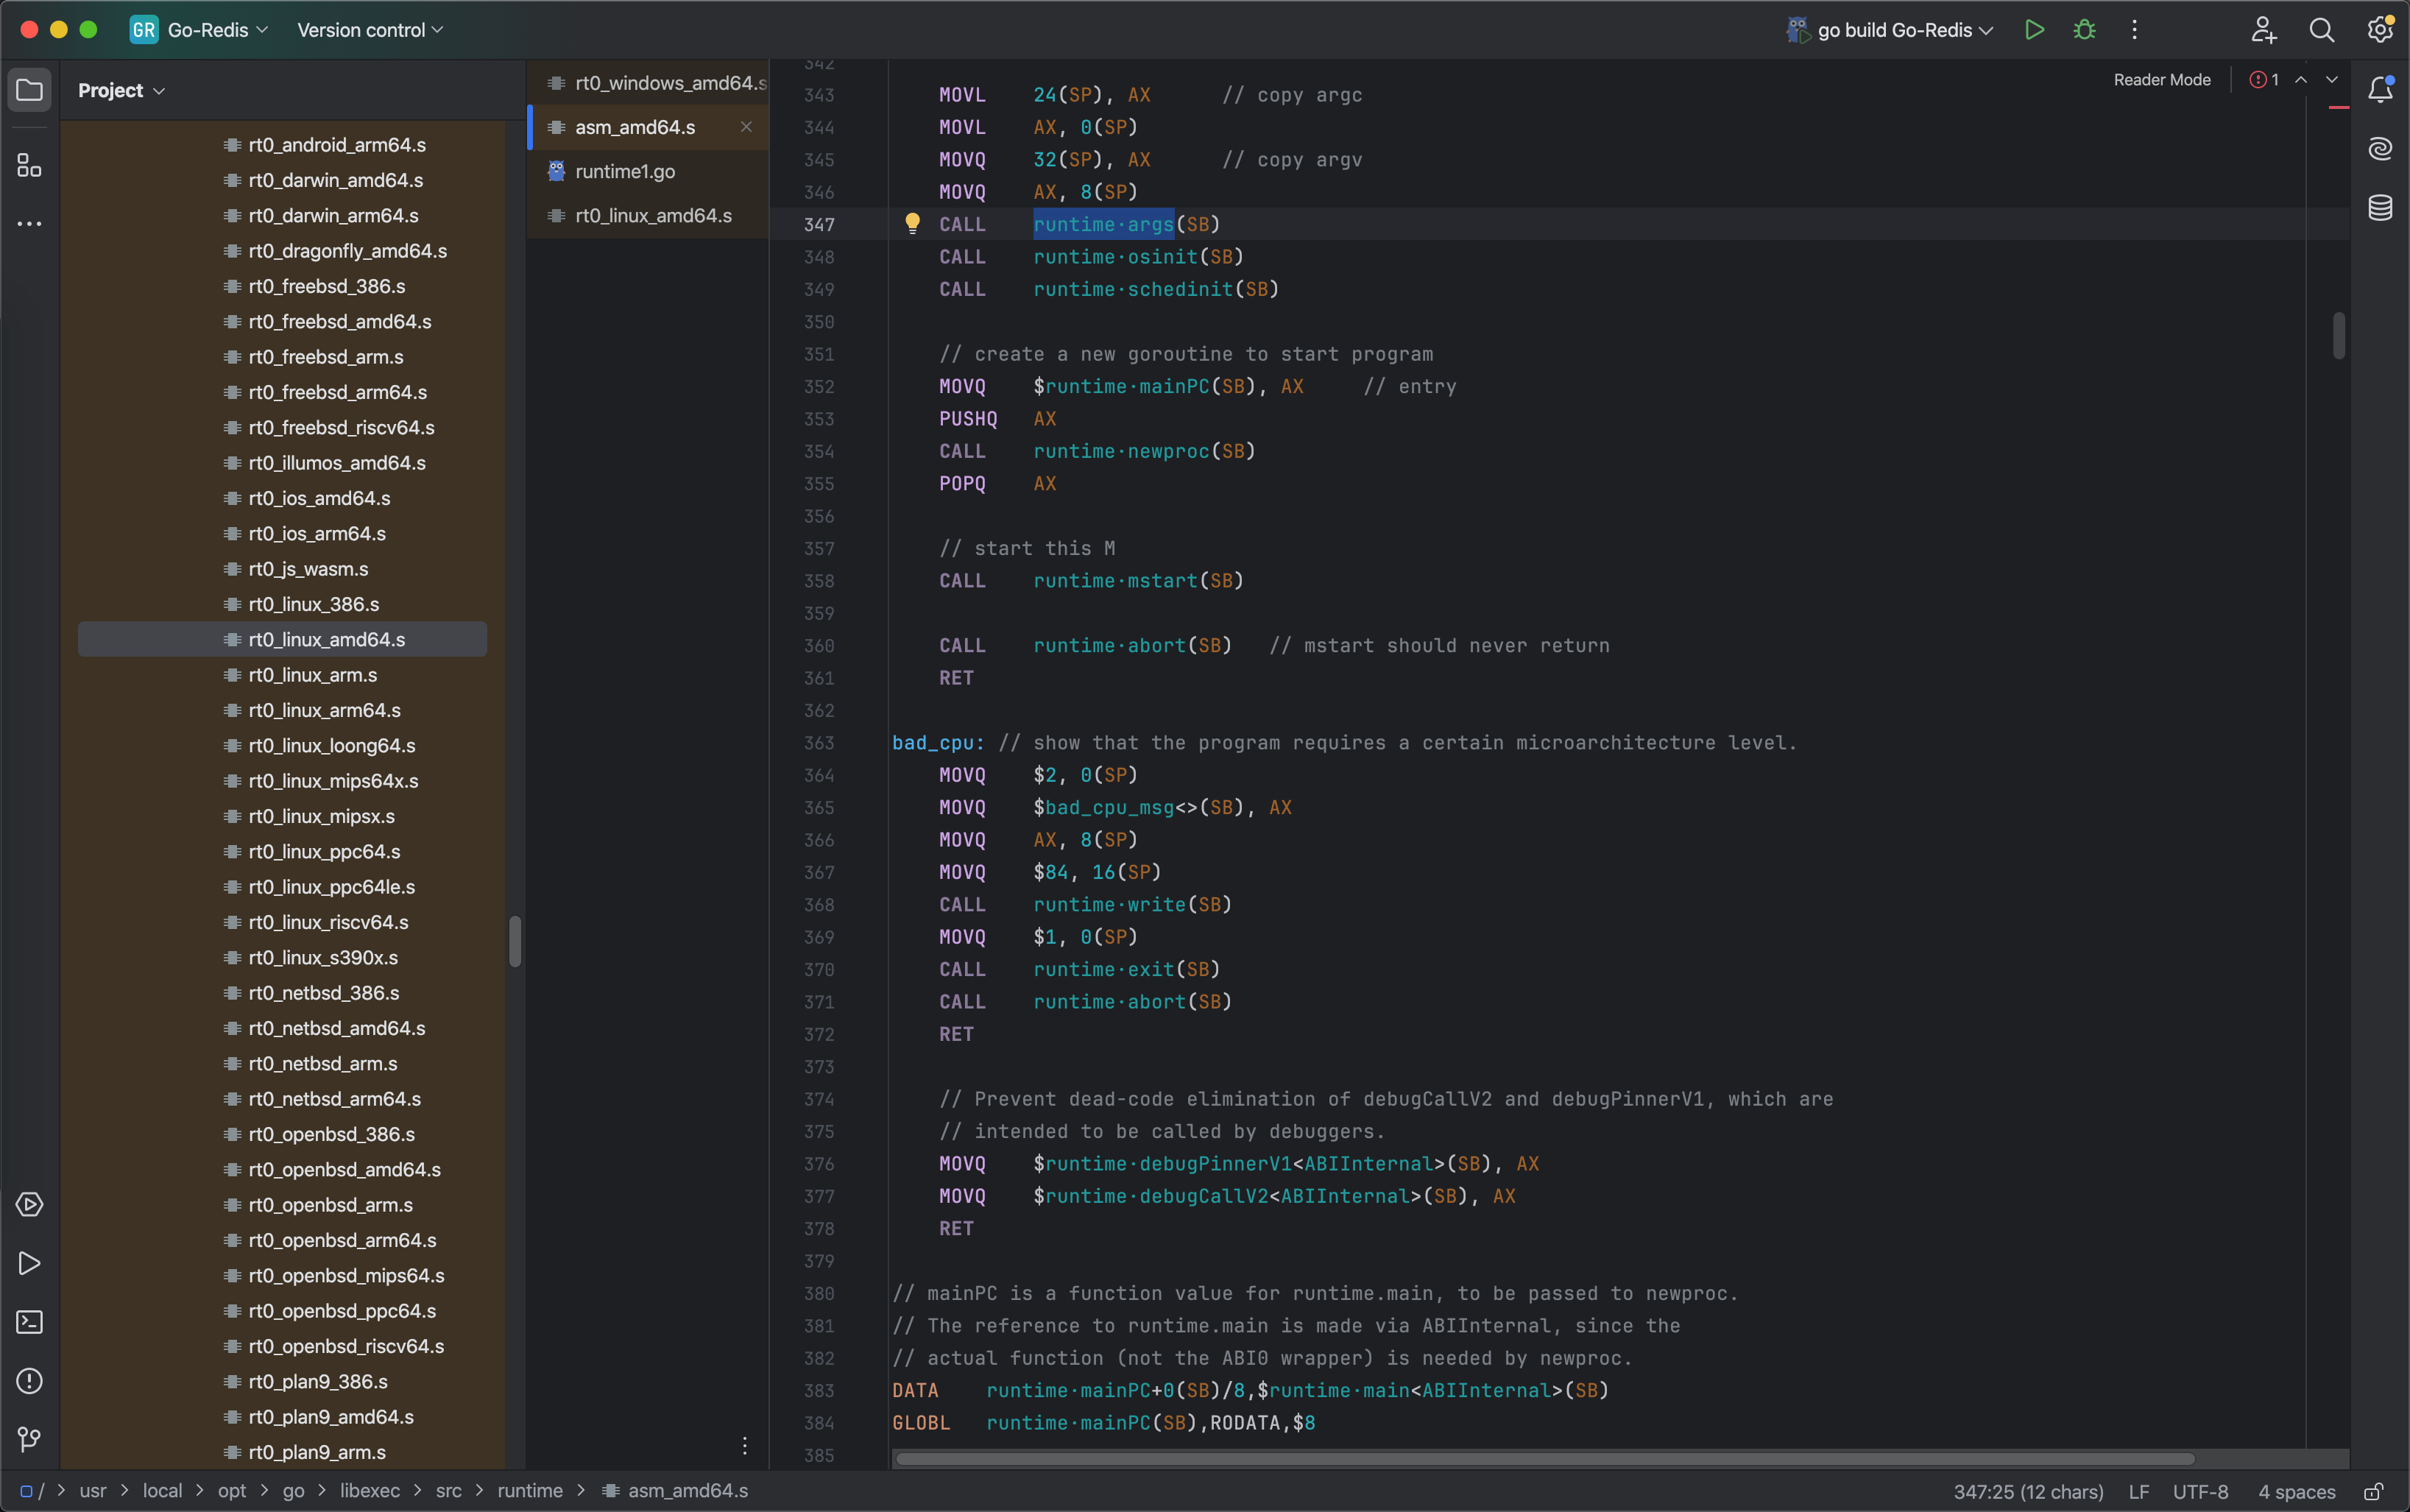 GR Go-Redis Version control go build Go-Redis
Project
rt0_android_arm64.s
rt0_darwin_amd64.s
rt0_darwin_arm64.s
rt0_dragonfly_amd64.s
rt0_freebsd_386.s
rt0_freebsd_amd64.s
rt0_freebsd_arm.s
rt0_freebsd_arm64.s
rt0_freebsd_riscv64.s
rt0_illumos_amd64.s
rt0_ios_amd64.s
rt0_ios_arm64.s
rt0_js_wasm.s
rt0_linux_386.s
rt0_linux_amd64.s
rt0_linux_arm.s
rt0_linux_arm64.s
rt0_linux_loong64.s
rt0_linux_mips64x.s
rt0_linux_mipsx.s
rt0_linux_ppc64.s
rt0_linux_ppc64le.s
rt0_linux_riscv64.s
rt0_linux_s390x.s
rt0_netbsd_386.s
rt0_netbsd_amd64.s
rt0_netbsd_arm.s
rt0_netbsd_arm64.s
rt0_openbsd_386.s
rt0_openbsd_amd64.s
rt0_openbsd_arm.s
rt0_openbsd_arm64.s
rt0_openbsd_mips64.s
rt0_openbsd_ppc64.s
rt0_openbsd_riscv64.s
rt0_plan9_386.s
rt0_plan9_amd64.s
rt0_plan9_arm.s
rt0_windows_amd64.s
asm_amd64.s
runtime1.go
rt0_linux_amd64.s
Reader Mode 1
342
343 MOVL 24(SP), AX // copy argc
344 MOVL AX, 0(SP)
345 MOVQ 32(SP), AX // copy argv
346 MOVQ AX, 8(SP)
347 CALL runtime·args(SB)
348 CALL runtime·osinit(SB)
349 CALL runtime·schedinit(SB)
350
351 // create a new goroutine to start program
352 MOVQ $runtime·mainPC(SB), AX // entry
353 PUSHQ AX
354 CALL runtime·newproc(SB)
355 POPQ AX
356
357 // start this M
358 CALL runtime·mstart(SB)
359
360 CALL runtime·abort(SB) // mstart should never return
361 RET
362
363 bad_cpu: // show that the program requires a certain microarchitecture level.
364 MOVQ $2, 0(SP)
365 MOVQ $bad_cpu_msg<>(SB), AX
366 MOVQ AX, 8(SP)
367 MOVQ $84, 16(SP)
368 CALL runtime·write(SB)
369 MOVQ $1, 0(SP)
370 CALL runtime·exit(SB)
371 CALL runtime·abort(SB)
372 RET
373
374 // Prevent dead-code elimination of debugCallV2 and debugPinnerV1, which are
375 // intended to be called by debuggers.
376 MOVQ $runtime·debugPinnerV1<ABIInternal>(SB), AX
377 MOVQ $runtime·debugCallV2<ABIInternal>(SB), AX
378 RET
379
380 // mainPC is a function value for runtime.main, to be passed to newproc.
381 // The reference to runtime.main is made via ABIInternal, since the
382 // actual function (not the ABI0 wrapper) is needed by newproc.
383 DATA runtime·mainPC+0(SB)/8,$runtime·main<ABIInternal>(SB)
384 GLOBL runtime·mainPC(SB),RODATA,$8
385
/ > usr > local > opt > go > libexec > src > runtime > asm_amd64.s 347:25 (12 chars) LF UTF-8 4 spaces